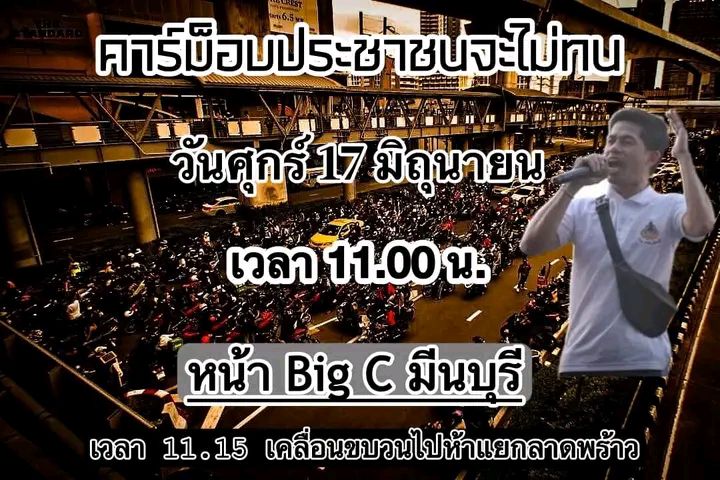 THE STANDARD
คาร์ม็อบประชาชนจะไม่ทน
วันศุกร์ 17 มิถุนายน
เวลา 11.00 น.
หน้า Big C มีนบุรี
เวลา 11.15 เคลื่อนขบวนไปห้าแยกลาดพร้าว